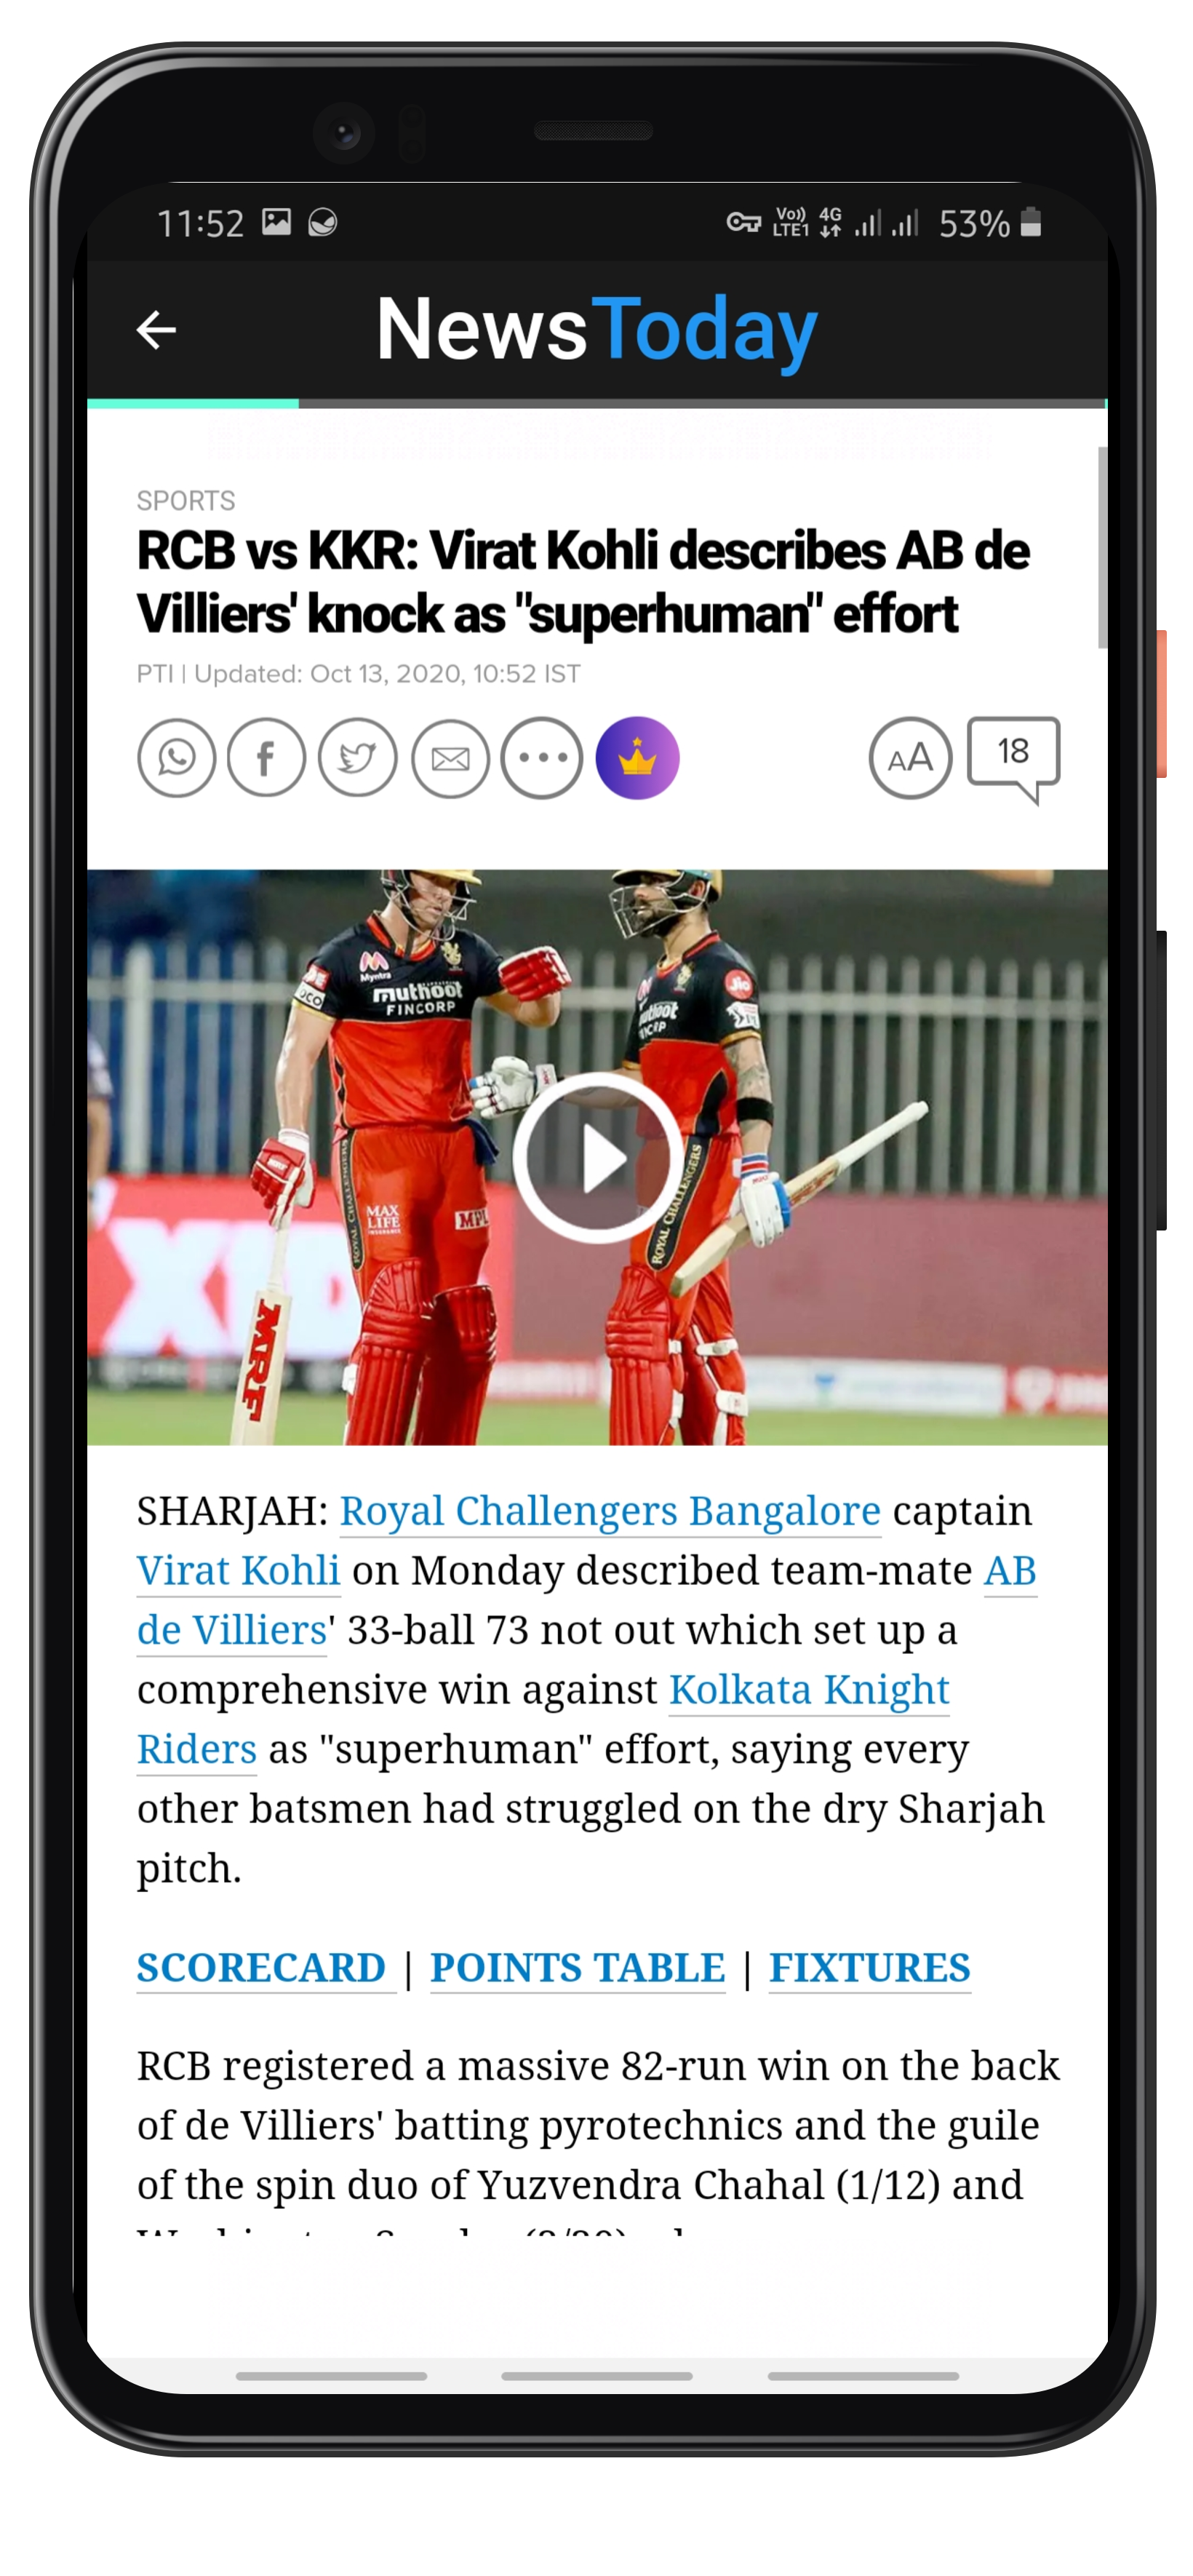 11:52 Vo)) LTE1 4G 53%
NewsToday
SPORTS
RCB vs KKR: Virat Kohli describes AB de
Villiers' knock as "superhuman" effort
PTI | Updated: Oct 13, 2020, 10:52 IST
AA 18
Myntra
muthoot
FINCORP
Jio
MAX
LIFE
INSURANCE
MPL
ROYAL CHALLENGERS
ROYAL CHALLENGERS
MRF
SHARJAH: Royal Challengers Bangalore captain
Virat Kohli on Monday described team-mate AB
de Villiers' 33-ball 73 not out which set up a
comprehensive win against Kolkata Knight
Riders as "superhuman" effort, saying every
other batsmen had struggled on the dry Sharjah
pitch.
SCORECARD | POINTS TABLE | FIXTURES
RCB registered a massive 82-run win on the back
of de Villiers' batting pyrotechnics and the guile
of the spin duo of Yuzvendra Chahal (1/12) and